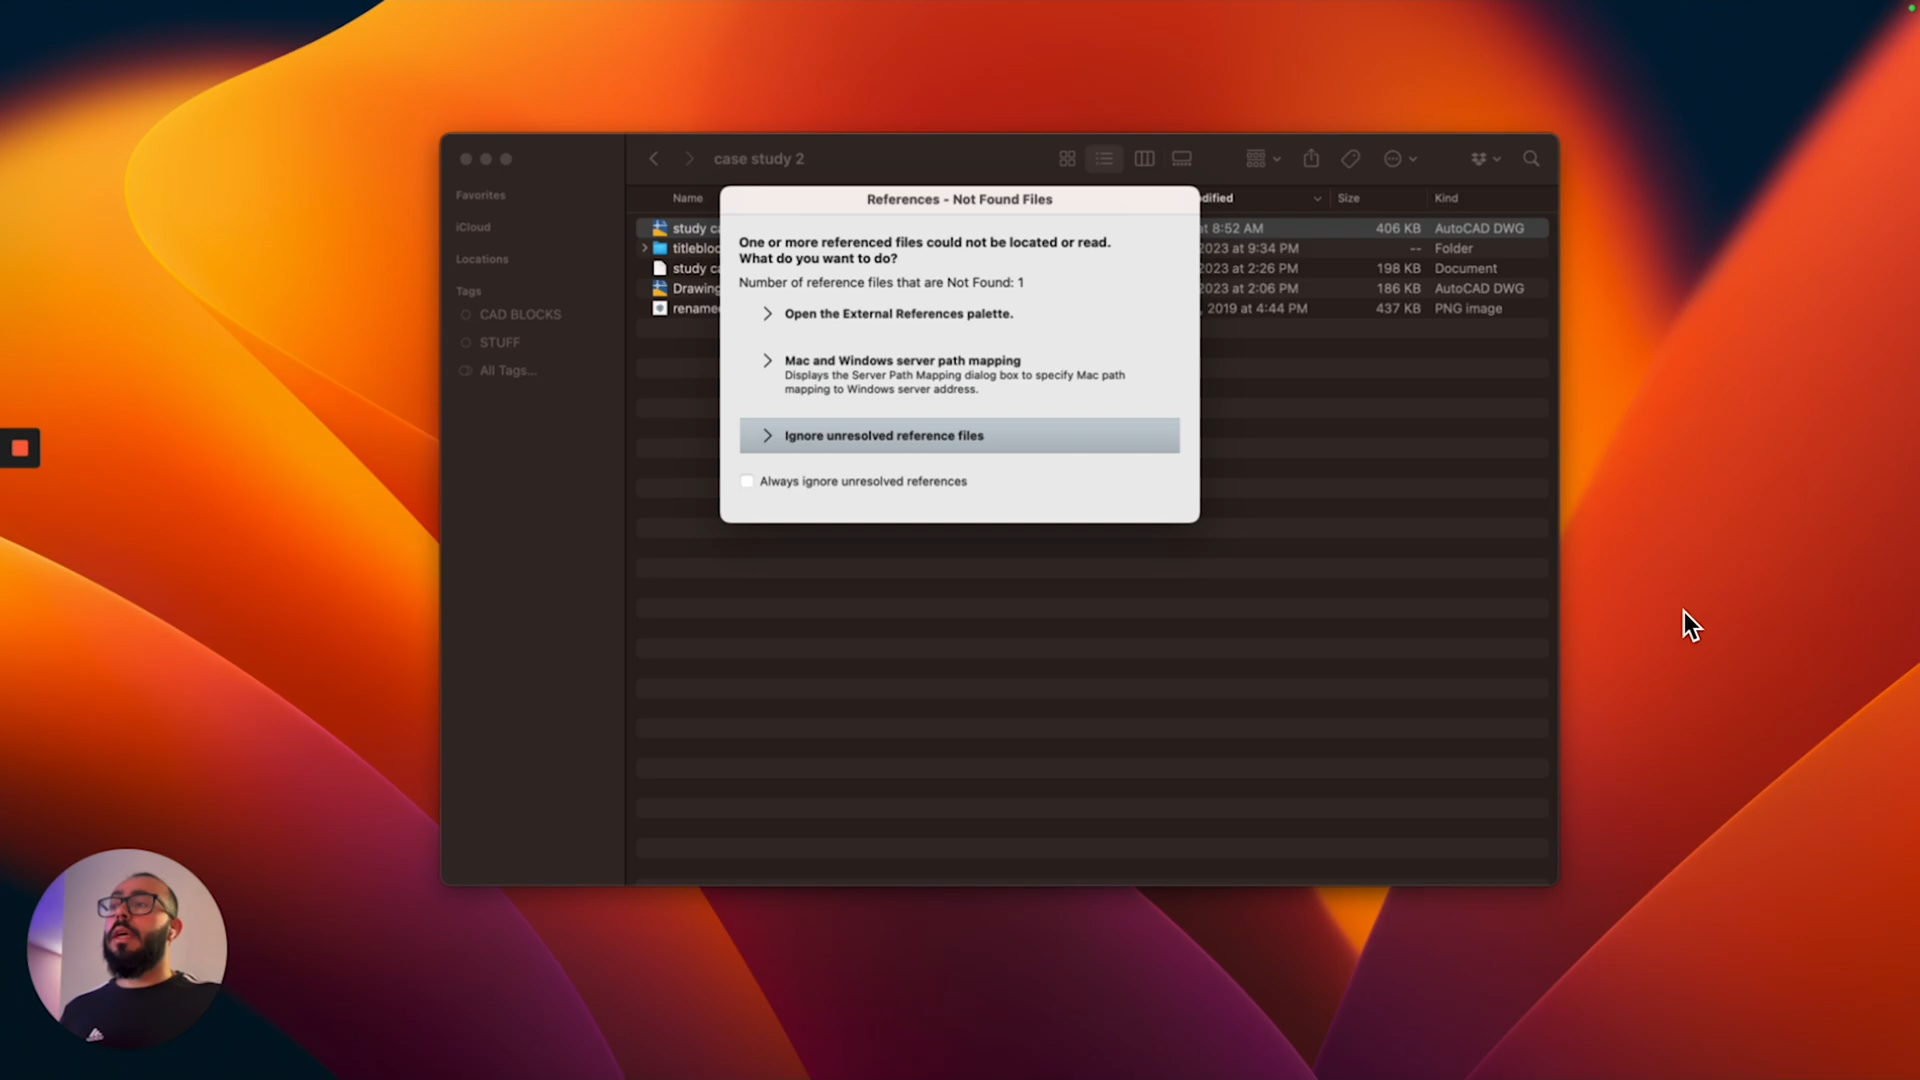 case study 2
Favorites
iCloud
Locations
Tags
CAD BLOCKS
STUFF
All Tags...
Name
Size
Kind
at 8:52 AM 406 KB AutoCAD DWG
2023 at 9:34 PM -- Folder
study 2023 at 2:26 PM 198 KB Document
Drawing 2023 at 2:06 PM 186 KB AutoCAD DWG
2019 at 4:44 PM 437 KB PNG image
References - Not Found Files
One or more referenced files could not be located or read.
What do you want to do?
Number of reference files that are Not Found: 1
Open the External References palette.
Mac and Windows server path mapping
Displays the Server Path Mapping dialog box to specify Mac path
mapping to Windows server address.
Ignore unresolved reference files
Always ignore unresolved references